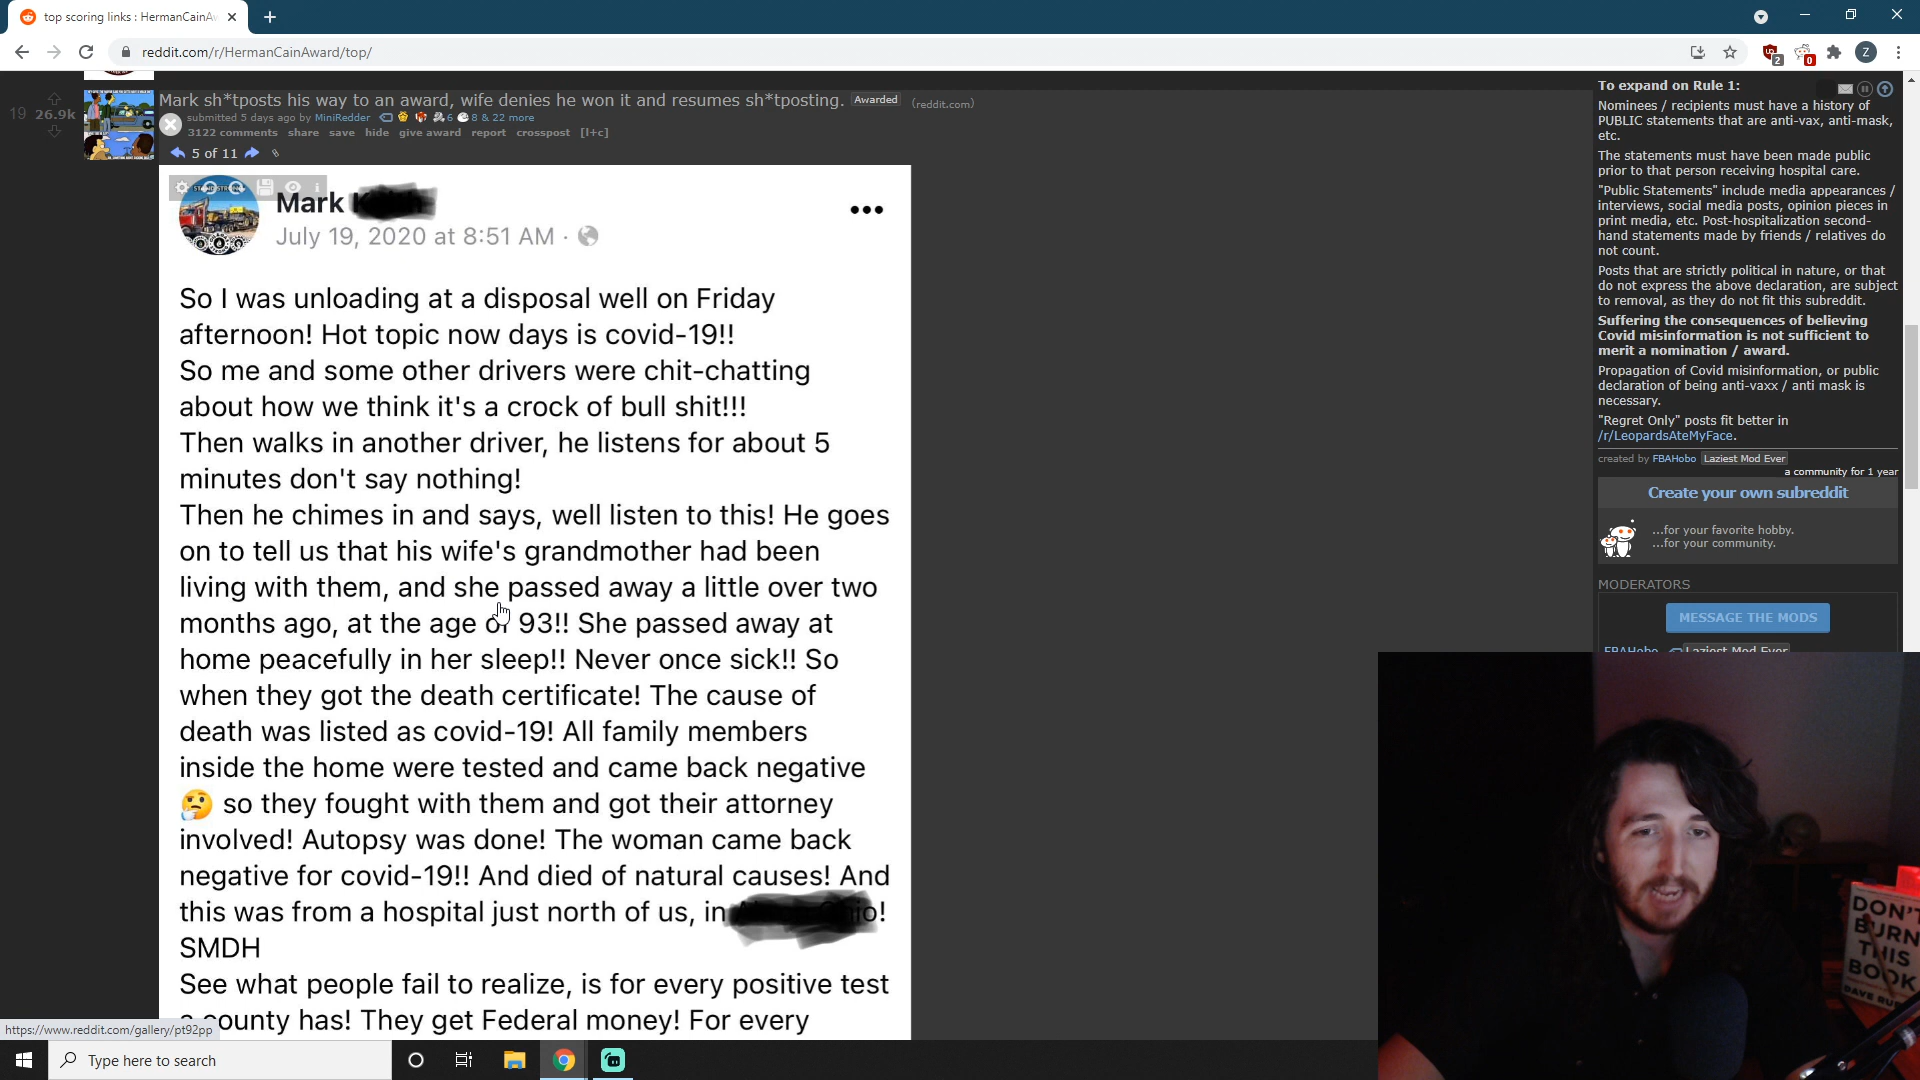 top scoring links : HermanCainAw
reddit.com/r/HermanCainAward/top/
2
0
Z
19
26.9k
Mark sh*tposts his way to an award, wife denies he won it and resumes sh*tposting. Awarded (reddit.com)
submitted 5 days ago by MiniRedder 6 8 & 22 more
3122 comments share save hide give award report crosspost [l+c]
5 of 11
Mark
July 19, 2020 at 8:51 AM ·
So I was unloading at a disposal well on Friday
afternoon! Hot topic now days is covid-19!!
So me and some other drivers were chit-chatting
about how we think it's a crock of bull shit!!!
Then walks in another driver, he listens for about 5
minutes don't say nothing!
Then he chimes in and says, well listen to this! He goes
on to tell us that his wife's grandmother had been
living with them, and she passed away a little over two
months ago, at the age of 93!! She passed away at
home peacefully in her sleep!! Never once sick!! So
when they got the death certificate! The cause of
death was listed as covid-19! All family members
inside the home were tested and came back negative
🤔 so they fought with them and got their attorney
involved! Autopsy was done! The woman came back
negative for covid-19!! And died of natural causes! And
this was from a hospital just north of us, in !
SMDH
See what people fail to realize, is for every positive test
a county has! They get Federal money! For every
https://www.reddit.com/gallery/pt92pp
Type here to search
To expand on Rule 1:
Nominees / recipients must have a history of
PUBLIC statements that are anti-vax, anti-mask,
etc.
The statements must have been made public
prior to that person receiving hospital care.
"Public Statements" include media appearances /
interviews, social media posts, opinion pieces in
print media, etc. Post-hospitalization second-
hand statements made by friends / relatives do
not count.
Posts that are strictly political in nature, or that
do not express the above declaration, are subject
to removal, as they do not fit this subreddit.
Suffering the consequences of believing
Covid misinformation is not sufficient to
merit a nomination / award.
Propagation of Covid misinformation, or public
declaration of being anti-vaxx / anti mask is
necessary.
"Regret Only" posts fit better in
/r/LeopardsAteMyFace.
created by FBAHobo Laziest Mod Ever
a community for 1 year
Create your own subreddit
...for your favorite hobby.
...for your community.
MODERATORS
MESSAGE THE MODS
FBAHobo Laziest Mod Ever
DON'T
BURN
THIS
BOOK
DAVE RU